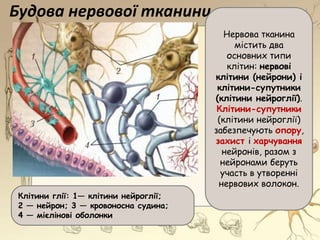 Будова нервової тканини
Нервова тканина
містить два
основних типи
клітин: нервові
клітини (нейрони) і
клітини-супутники
(клітини нейроглії).
Клітини-супутники
(клітини нейроглії)
забезпечують опору,
захист і харчування
нейронів, разом з
нейронами беруть
участь в утворенні
нервових волокон.
1
2
1
3
4
Клітини глії: 1— клітини нейроглії;
2 — нейрон; 3 — кровоносна судина;
4 — мієлінові оболонки